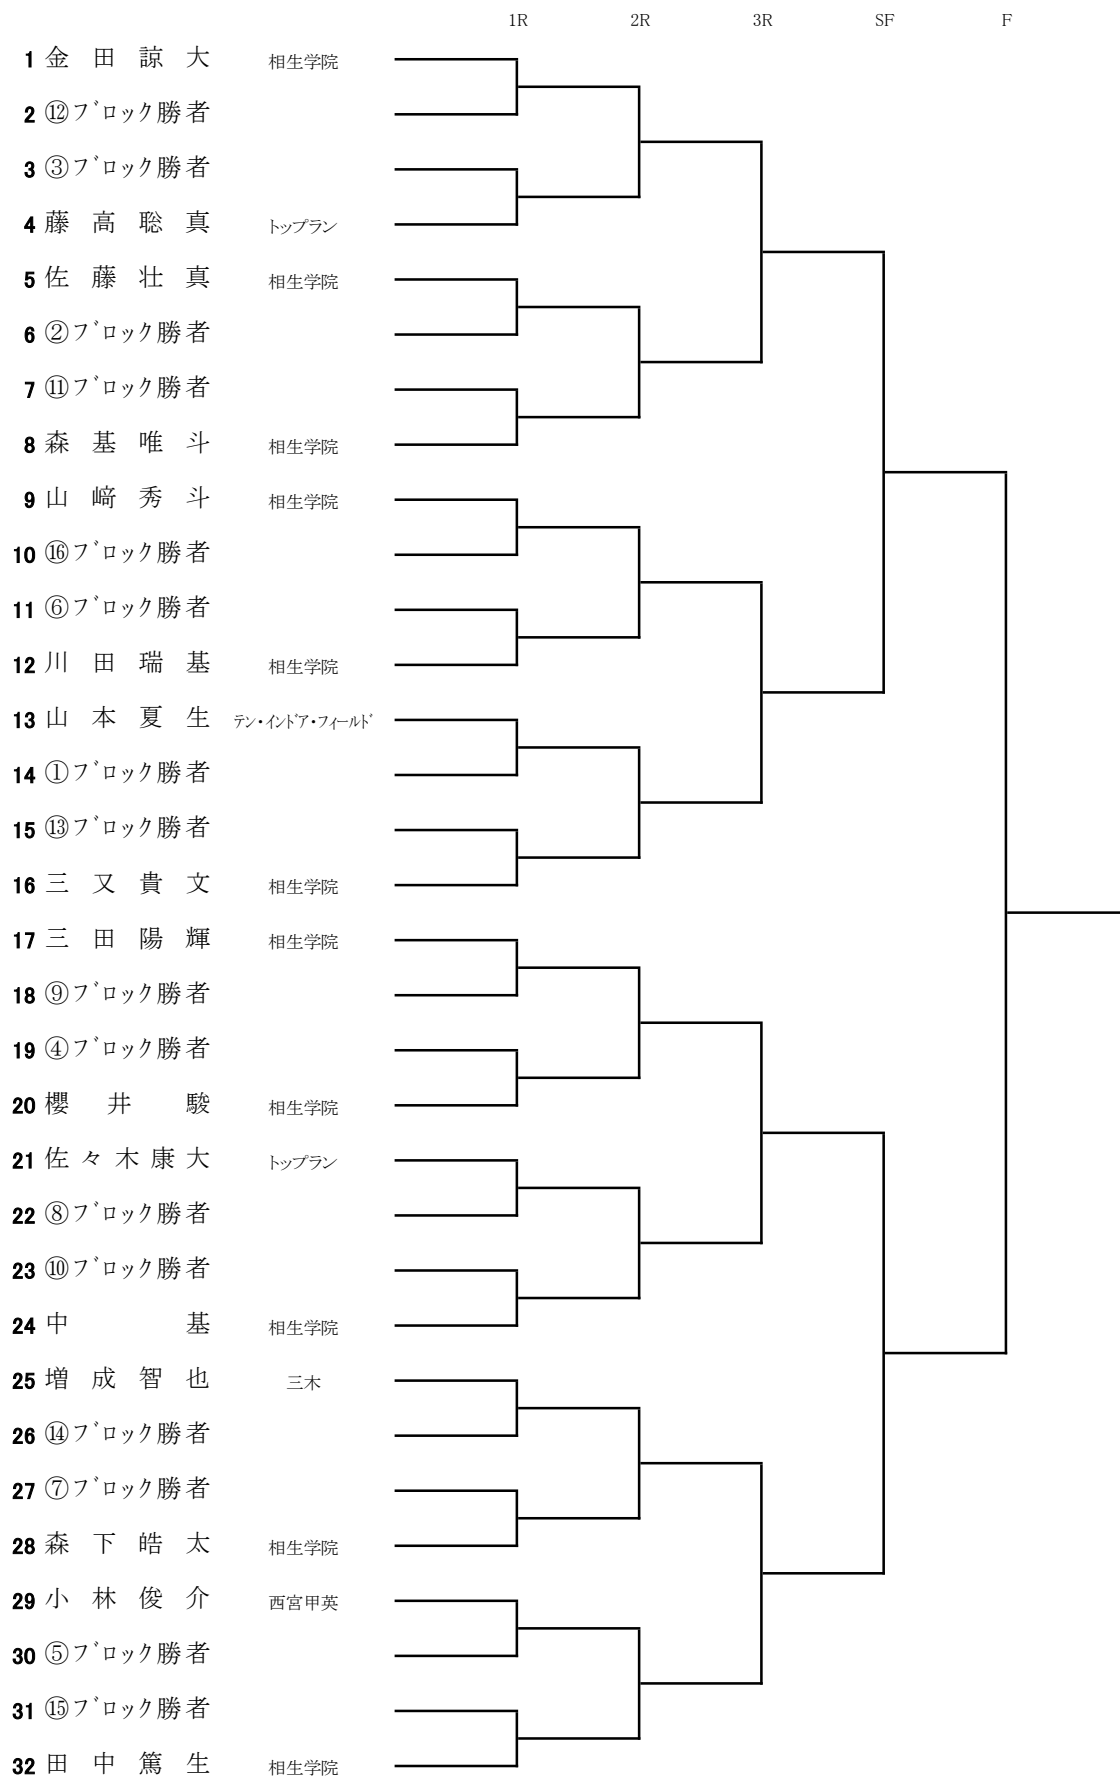 1R 2R 3R SF F
1 金田諒大 相生学院
2 ⑫ブロック勝者
3 ③ブロック勝者
4 藤高聡真 トップラン
5 佐藤壮真 相生学院
6 ②ブロック勝者
7 ⑪ブロック勝者
8 森基唯斗 相生学院
9 山﨑秀斗 相生学院
10 ⑯ブロック勝者
11 ⑥ブロック勝者
12 川田瑞基 相生学院
13 山本夏生 テン・インドア・フィールド
14 ①ブロック勝者
15 ⑬ブロック勝者
16 三又貴文 相生学院
17 三田陽輝 相生学院
18 ⑨ブロック勝者
19 ④ブロック勝者
20 櫻井駿 相生学院
21 佐々木康大 トップラン
22 ⑧ブロック勝者
23 ⑩ブロック勝者
24 中基 相生学院
25 増成智也 三木
26 ⑭ブロック勝者
27 ⑦ブロック勝者
28 森下皓太 相生学院
29 小林俊介 西宮甲英
30 ⑤ブロック勝者
31 ⑮ブロック勝者
32 田中篤生 相生学院